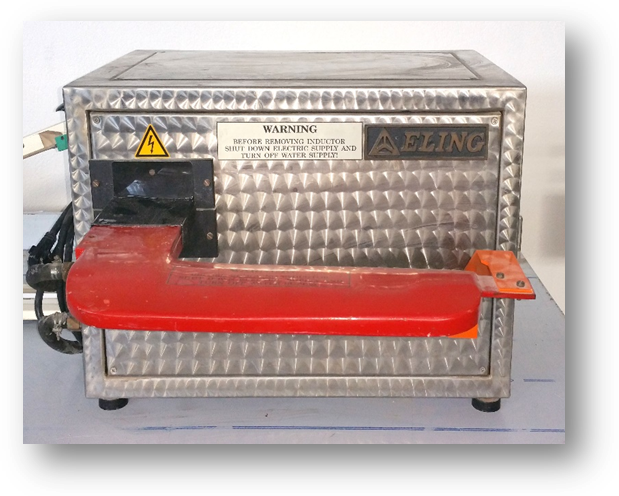 WARNING
BEFORE REMOVING INDUCTOR
SHUT DOWN ELECTRIC SUPPLY AND
TURN OFF WATER SUPPLY!
ELING